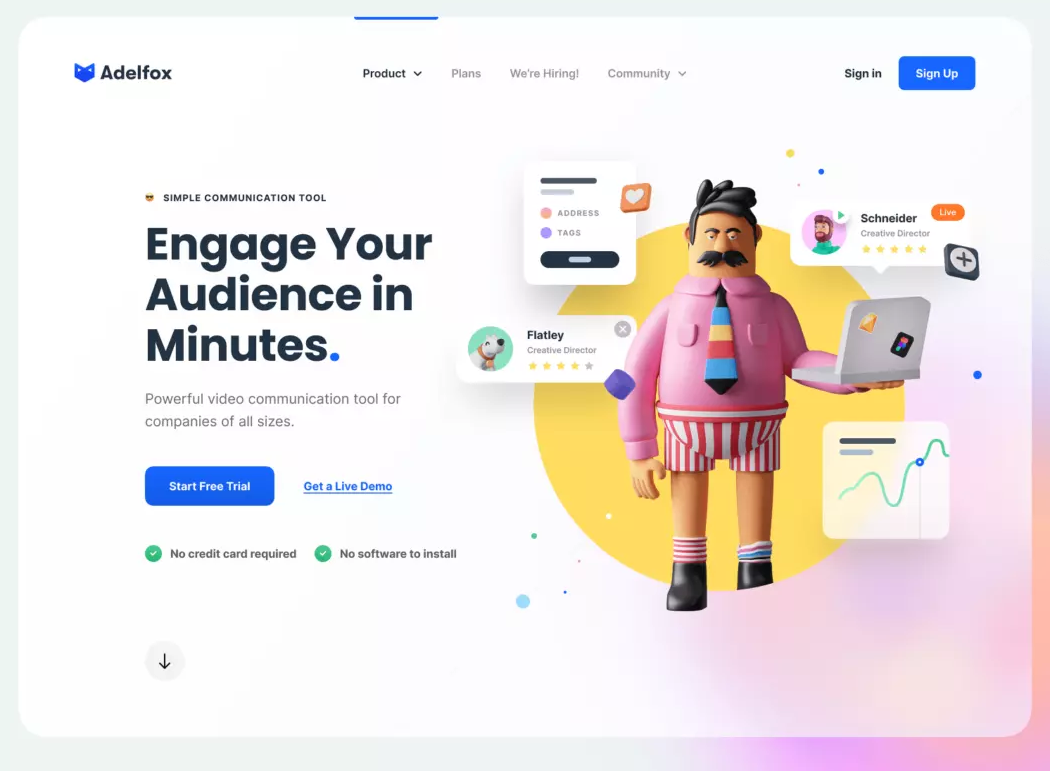 Adelfox
Product
Plans
We're Hiring!
Community
Sign in
Sign Up
SIMPLE COMMUNICATION TOOL
Engage Your
Audience in
Minutes.
Powerful video communication tool for
companies of all sizes.
Start Free Trial
Get a Live Demo
No credit card required
No software to install
ADDRESS
TAGS
Schneider
Live
Creative Director
Flatley
Creative Director